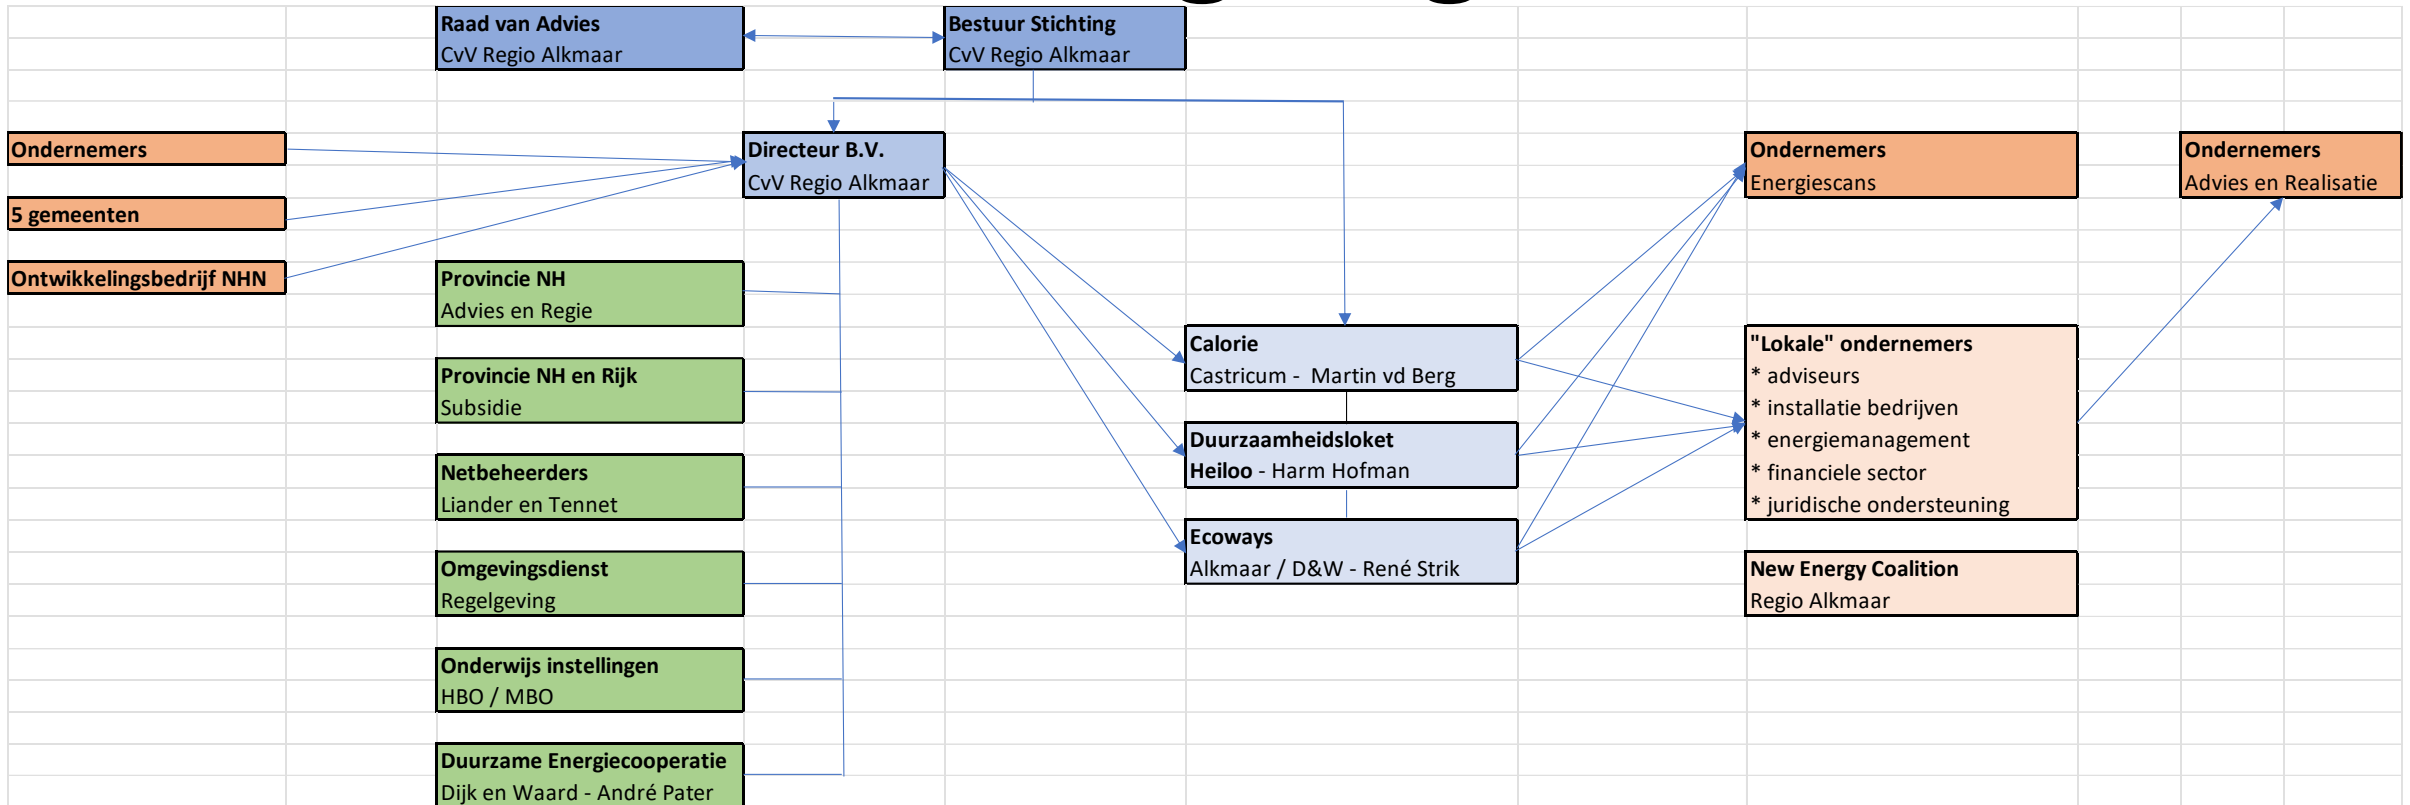 Raad van Advies
CvV Regio Alkmaar
Bestuur Stichting
CvV Regio Alkmaar
Ondernemers
5 gemeenten
Ontwikkelingsbedrijf NHN
Directeur B.V.
CvV Regio Alkmaar
Provincie NH
Advies en Regie
Provincie NH en Rijk
Subsidie
Netbeheerders
Liander en Tennet
Omgevingsdienst
Regelgeving
Onderwijs instellingen
HBO / MBO
Duurzame Energiecooperatie
Dijk en Waard - André Pater
Calorie
Castricum - Martin vd Berg
Duurzaamheidsloket
Heiloo - Harm Hofman
Ecoways
Alkmaar / D&W - René Strik
Ondernemers
Energiescans
"Lokale" ondernemers
* adviseurs
* installatie bedrijven
* energiemanagement
* financiele sector
* juridische ondersteuning
New Energy Coalition
Regio Alkmaar
Ondernemers
Advies en Realisatie